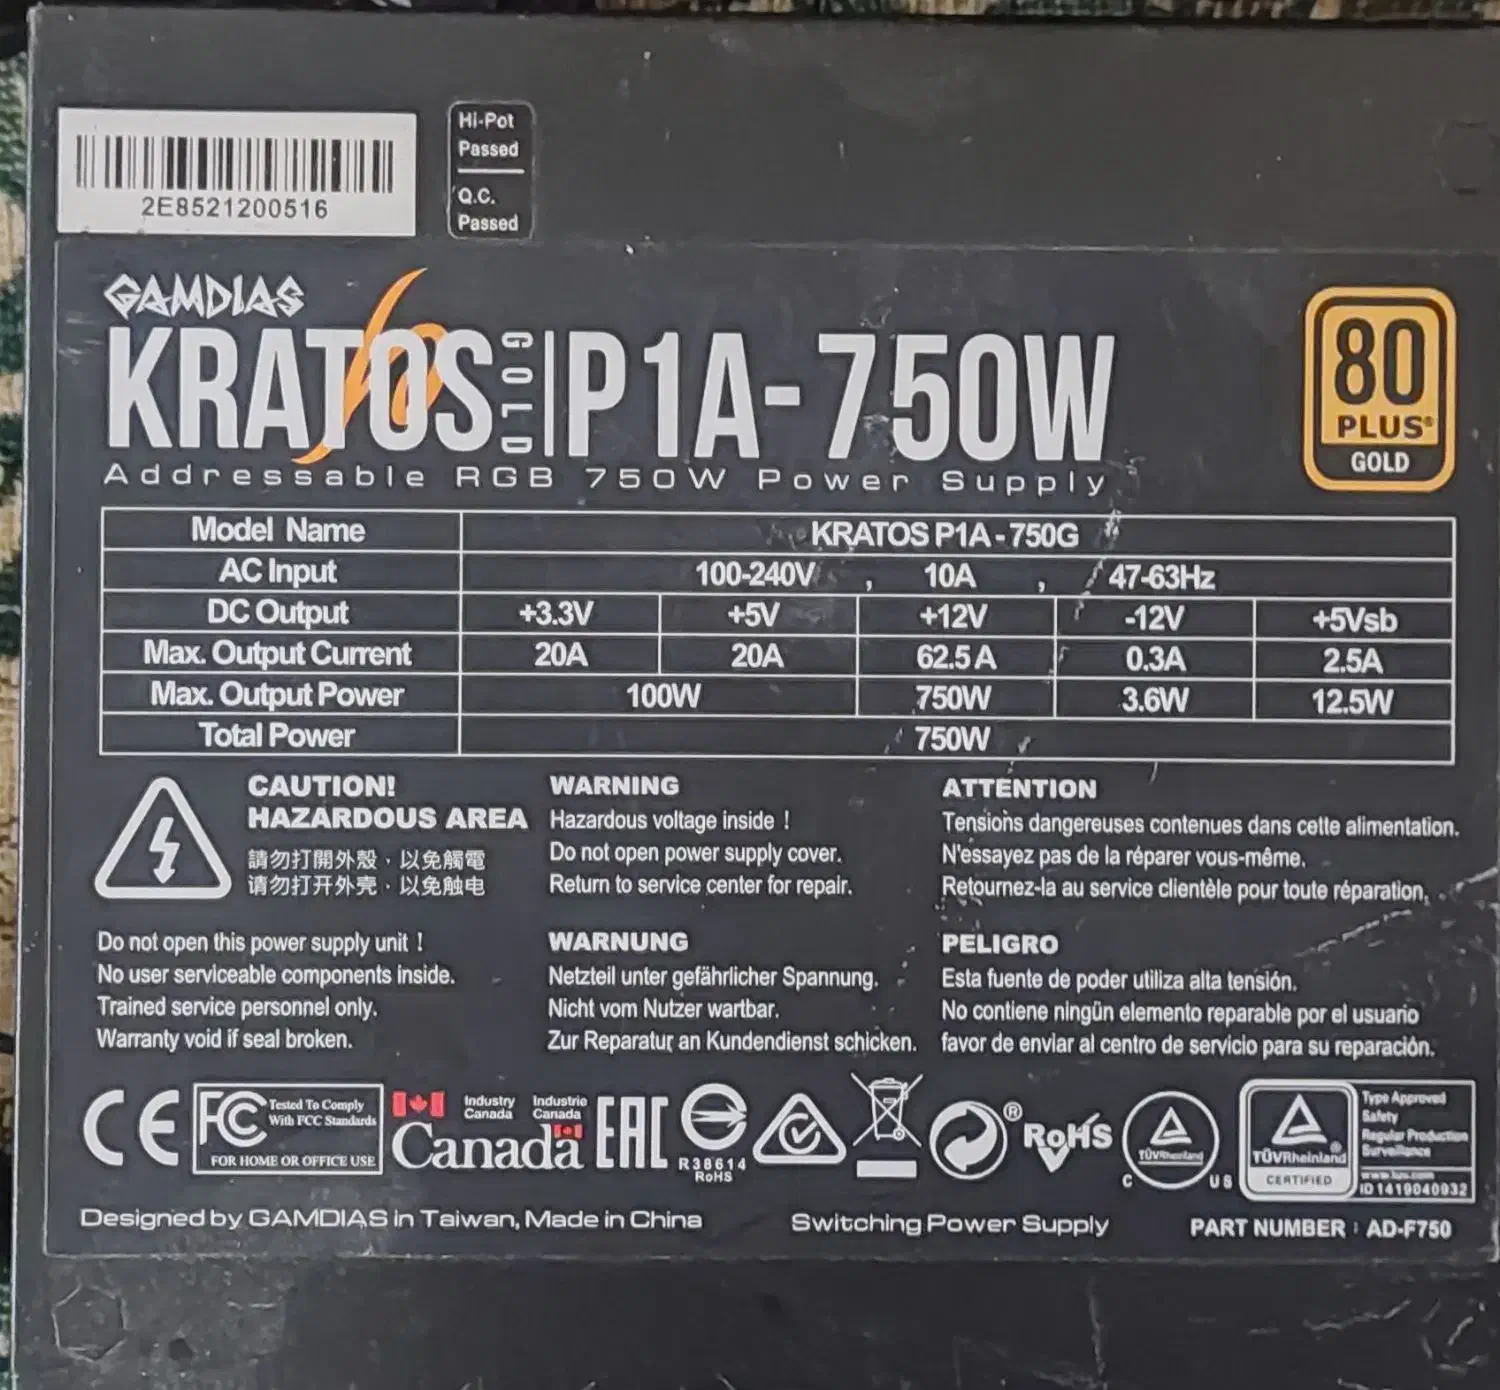 2E8521200516
Hi-Pot
Passed
Q.C.
Passed
GAMDIAS
KRATOS GOLD P1A-750W
Addressable RGB 750W Power Supply
80
PLUS®
GOLD
Model Name KRATOS P1A-750G
AC Input 100-240V , 10A , 47-63Hz
DC Output +3.3V +5V +12V -12V +5Vsb
Max. Output Current 20A 20A 62.5A 0.3A 2.5A
Max. Output Power 100W 750W 3.6W 12.5W
Total Power 750W
CAUTION!
HAZARDOUS AREA
請勿打開外殼，以免觸電
请勿打开外壳，以免触电
Do not open this power supply unit !
No user serviceable components inside.
Trained service personnel only.
Warranty void if seal broken.
WARNING
Hazardous voltage inside !
Do not open power supply cover.
Return to service center for repair.
WARNUNG
Netzteil unter gefährlicher Spannung.
Nicht vom Nutzer wartbar.
Zur Reparatur an Kundendienst schicken.
ATTENTION
Tensions dangereuses contenues dans cette alimentation.
N'essayez pas de la réparer vous-même.
Retournez-la au service clientèle pour toute réparation.
PELIGRO
Esta fuente de poder utiliza alta tensión.
No contiene ningün elemento reparable por el usuario
favor de enviar al centro de servicio para su reparación.
CE
FC
Tested To Comply
With FCC Standards
FOR HOME OR OFFICE USE
Industry Canada
Industrie Canada
Canada
EAC
R38614
RoHS
®
RoHS
TÜVRheinland
C US
TÜVRheinland®
CERTIFIED
Type Approved
Safety
Regular Production
Surveillance
ID 1419040932
Designed by GAMDIAS in Taiwan, Made in China
Switching Power Supply
PART NUMBER : AD-F750